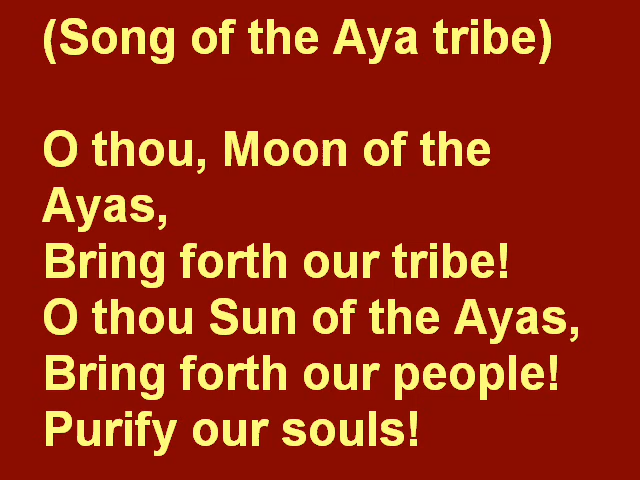 (Song of the Aya tribe)
O thou, Moon of the
Ayas,
Bring forth our tribe!
O thou Sun of the Ayas,
Bring forth our people!
Purify our souls!